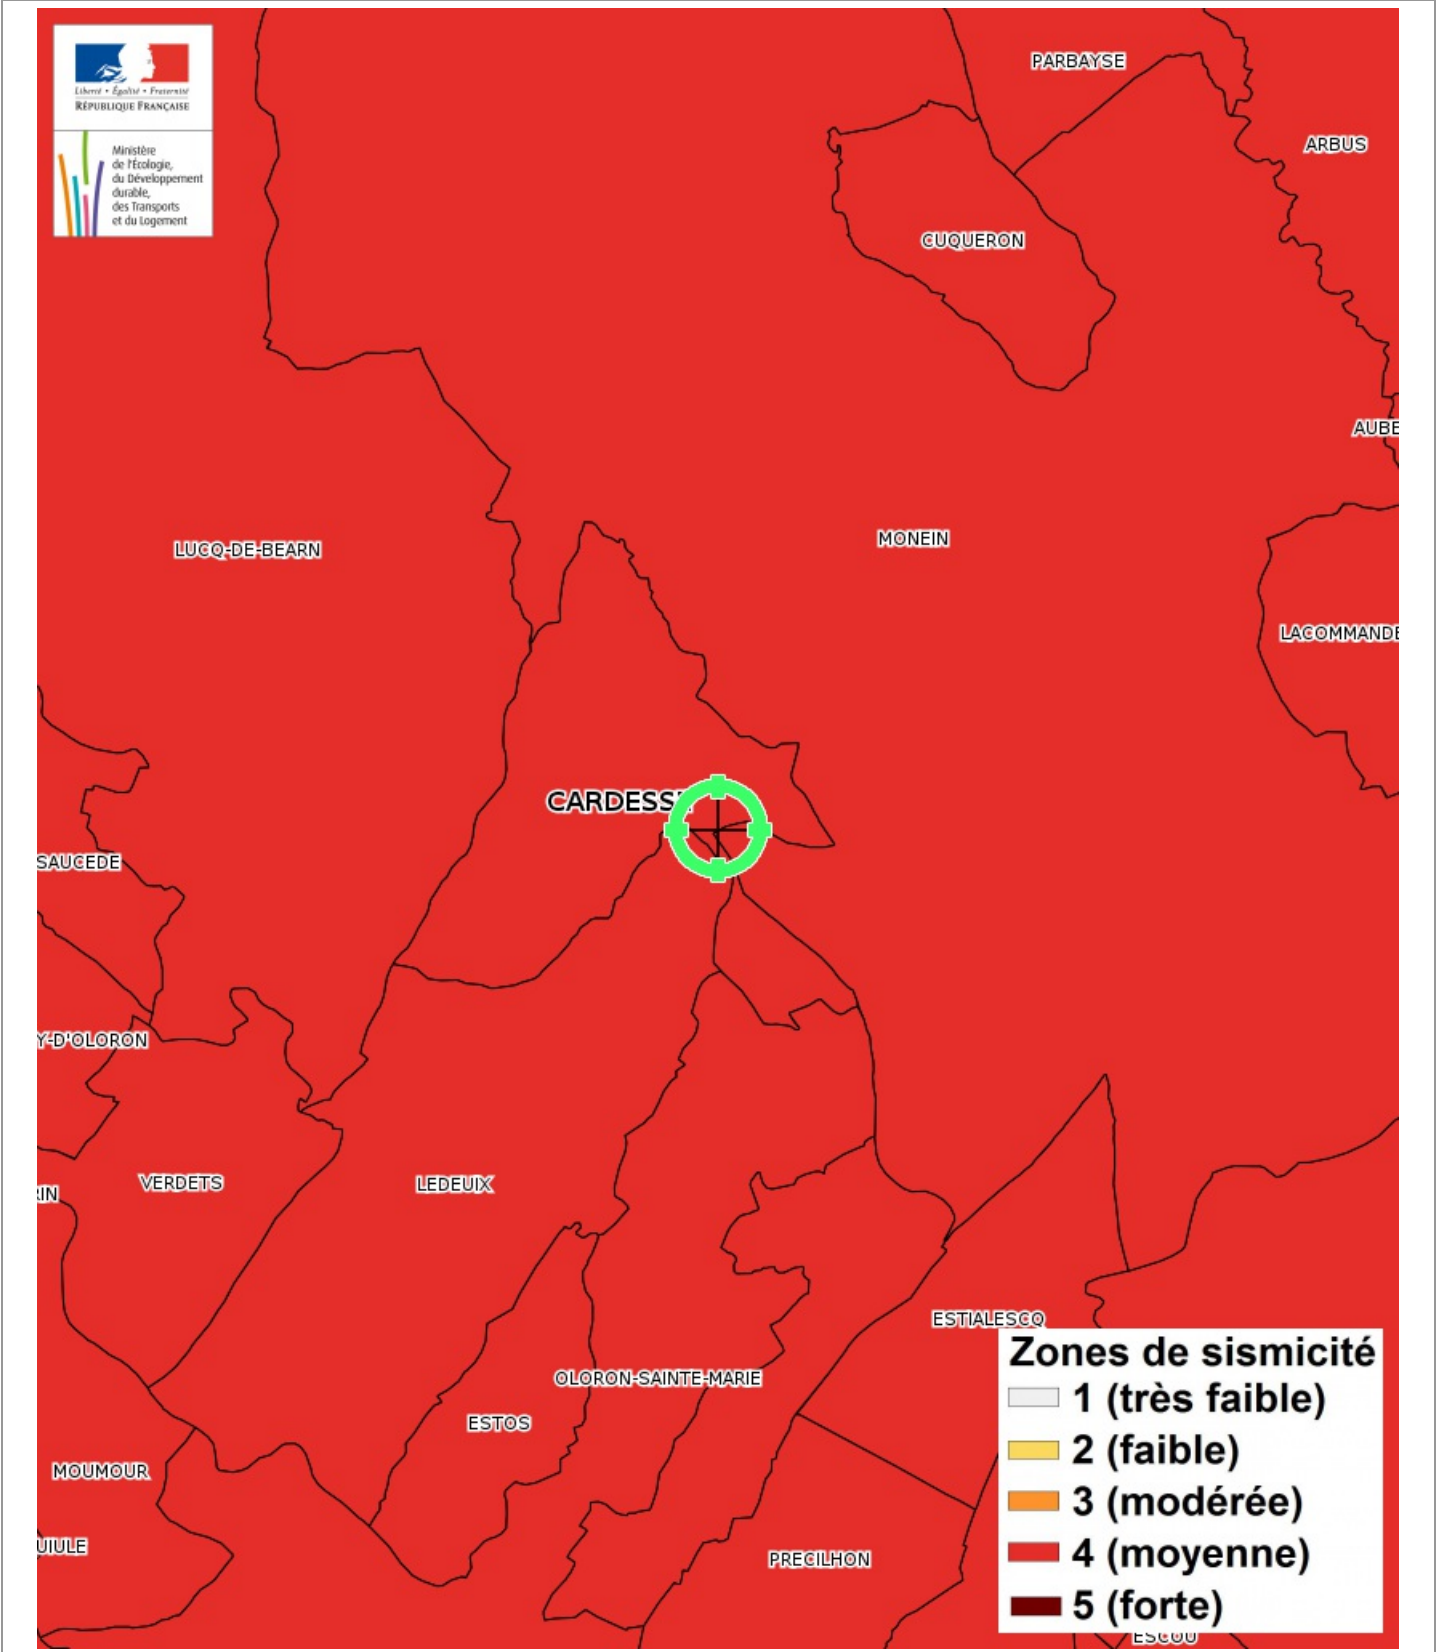 Liberté • Égalité • Fraternité
RÉPUBLIQUE FRANÇAISE
Ministère
de l'Écologie,
du Développement
durable,
des Transports
et du Logement
PARBAYSE
ARBUS
CUQUERON
AUBE
MONEIN
LUCQ-DE-BEARN
LACOMMANDE
CARDESS
SAUCEDE
Y-D'OLORON
VERDETS
LEDEUIX
RIN
ESTIALESCQ
OLORON-SAINTE-MARIE
ESTOS
MOUMOUR
UIULE
PRECILHON
Zones de sismicité
1 (très faible)
2 (faible)
3 (modérée)
4 (moyenne)
5 (forte)
ESCOU